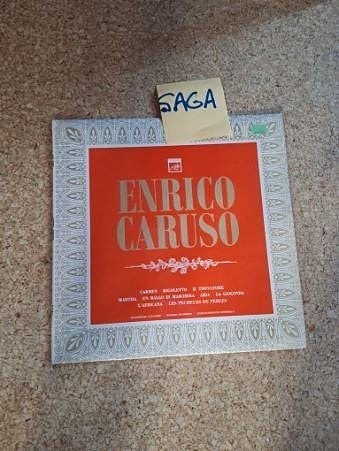 SAGA
ENRICO
CARUSO
CARMEN RIGOLETTO IL TROVATORE
MARTHA UN BALLO IN MASCHERA AIDA LA GIOCONDA
L'AFRICANA LES PECHEURS DE PERLES